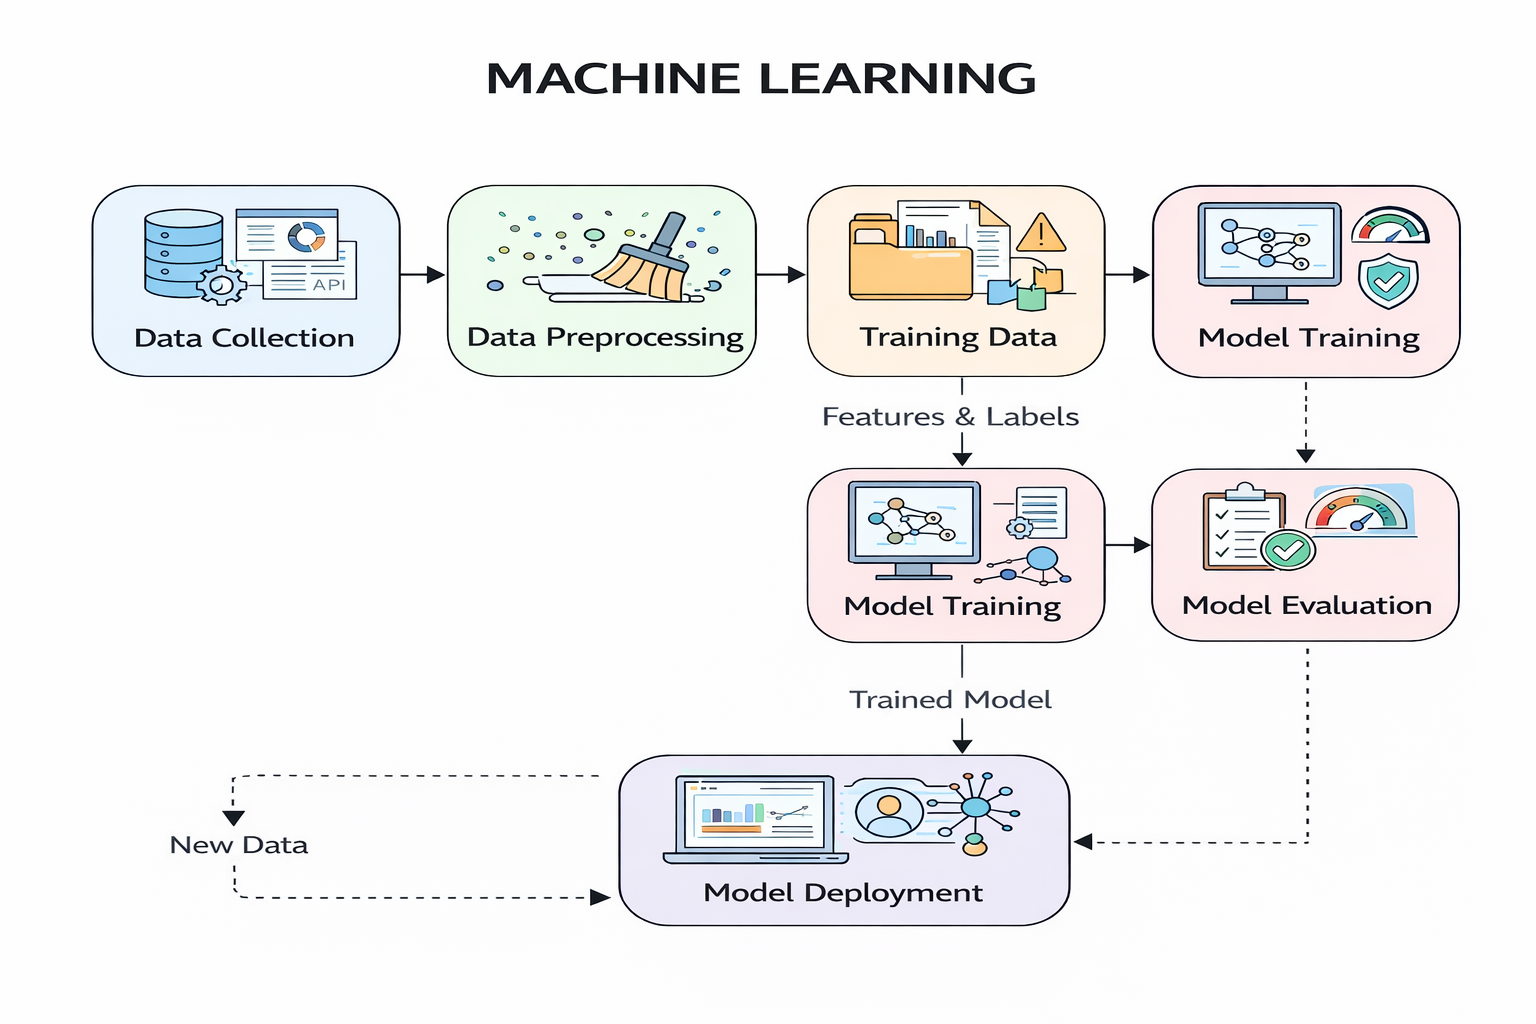 MACHINE LEARNING
API
Data Collection
Data Preprocessing
Training Data
Model Training
Features & Labels
Model Training
Model Evaluation
Trained Model
New Data
Model Deployment